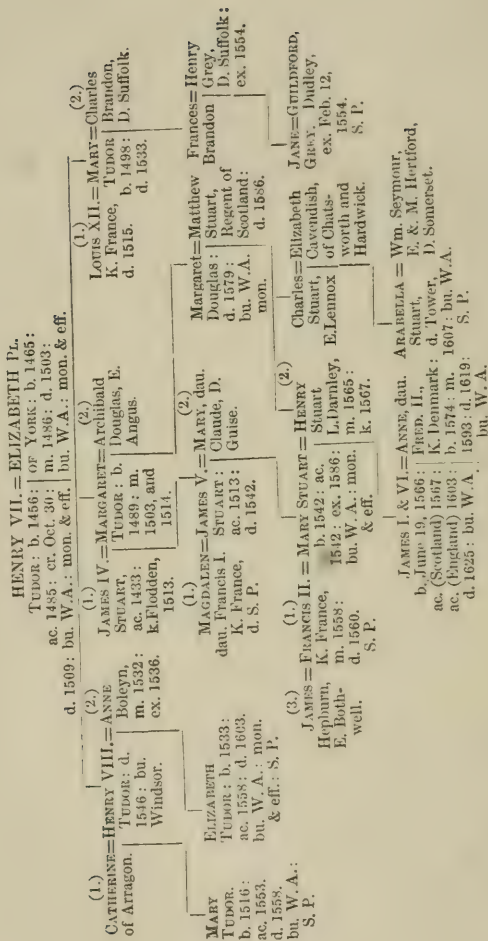 HENRY VII.=ELIZABETH PL.
TUDOR: b. 1456: | OF YORK: b. 1465:
ac. 1485: cr. Oct. 30: | m. 1486: d. 1503:
d. 1509: bu. W.A.: mon. & eff. | bu. W.A.: mon. & eff.
(1.) (2.)
CATHERINE=HENRY VIII.=ANNE
of Arragon. | TUDOR: d. | Boleyn,
1546: bu. | m. 1532:
Windsor. | ex. 1536.
(1.) (2.)
JAMES IV.=MARGARET=Archibald
STUART, | TUDOR: b. | Douglas, E.
ac. 1433: | 1489: m. | Angus.
k. Flodden, | 1503, and
1513. | 1514.
(1.) (2.)
LOUIS XII.=MARY=Charles
K. France, TUDOR | Brandon,
d. 1515. b. 1498: | D. Suffolk.
d. 1533.
MARY
TUDOR.
b. 1516:
ac. 1553.
d. 1558.
bu. W.A.:
S. P.
ELIZABETH
TUDOR: b. 1533:
ac. 1558: d. 1603.
bu. W. A.: mon.
& eff.: S. P.
(1.) (2.)
MAGDALEN=JAMES V.=MARY, dau.
dau. Francis I. STUART: | Claude, D.
K. France, ac. 1513: | Guise.
d. S. P. d. 1542.
Margaret=Matthew
Douglas: | Stuart,
d. 1579: | Regent of
bu. W.A.: | Scotland:
mon. | d. 1586.
Frances=Henry
Brandon | Grey,
D. Suffolk:
ex. 1554.
(3.) (1.) (2.)
JAMES=FRANCIS II.=MARY STUART=HENRY
Hepburn, K. France, b. 1542: ac. | Stuart
E. Both- m. 1558: 1542: ex. 1586: | L. Darnley,
well. d. 1560. bu. W. A.: mon. | m. 1565:
S. P. & eff. | k. 1567.
Charles=Elizabeth
Stuart, | Cavendish,
E. Lennox | of Chats-
worth and
Hardwick.
JANE=GUILDFORD,
GREY. Dudley,
ex. Feb. 12,
1554.
S. P.
JAMES I. & VI.=ANNE, dau.
b. June 19, 1566: | FRED. II.,
ac. (Scotland) 1567 | K. Denmark:
ac. (England) 1603: | b. 1574: m.
d. 1625: bu. W. A. | 1593. d. 1619:
bu. W. A.
ARABELLA=Wm. Seymour,
Stuart, E. & M. Hertford,
d. Tower, D. Somerset.
1607: bu. W.A.
S. P.